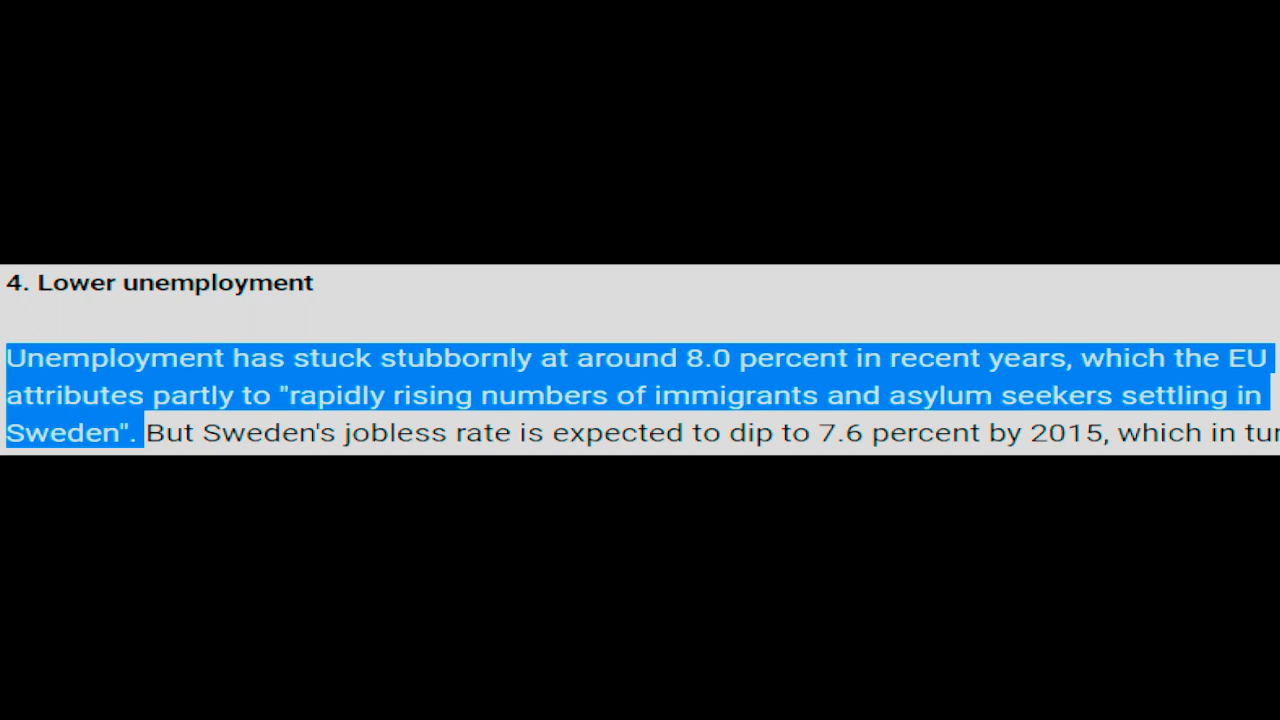 4. Lower unemployment
Unemployment has stuck stubbornly at around 8.0 percent in recent years, which the EU
attributes partly to "rapidly rising numbers of immigrants and asylum seekers settling in
Sweden". But Sweden's jobless rate is expected to dip to 7.6 percent by 2015, which in